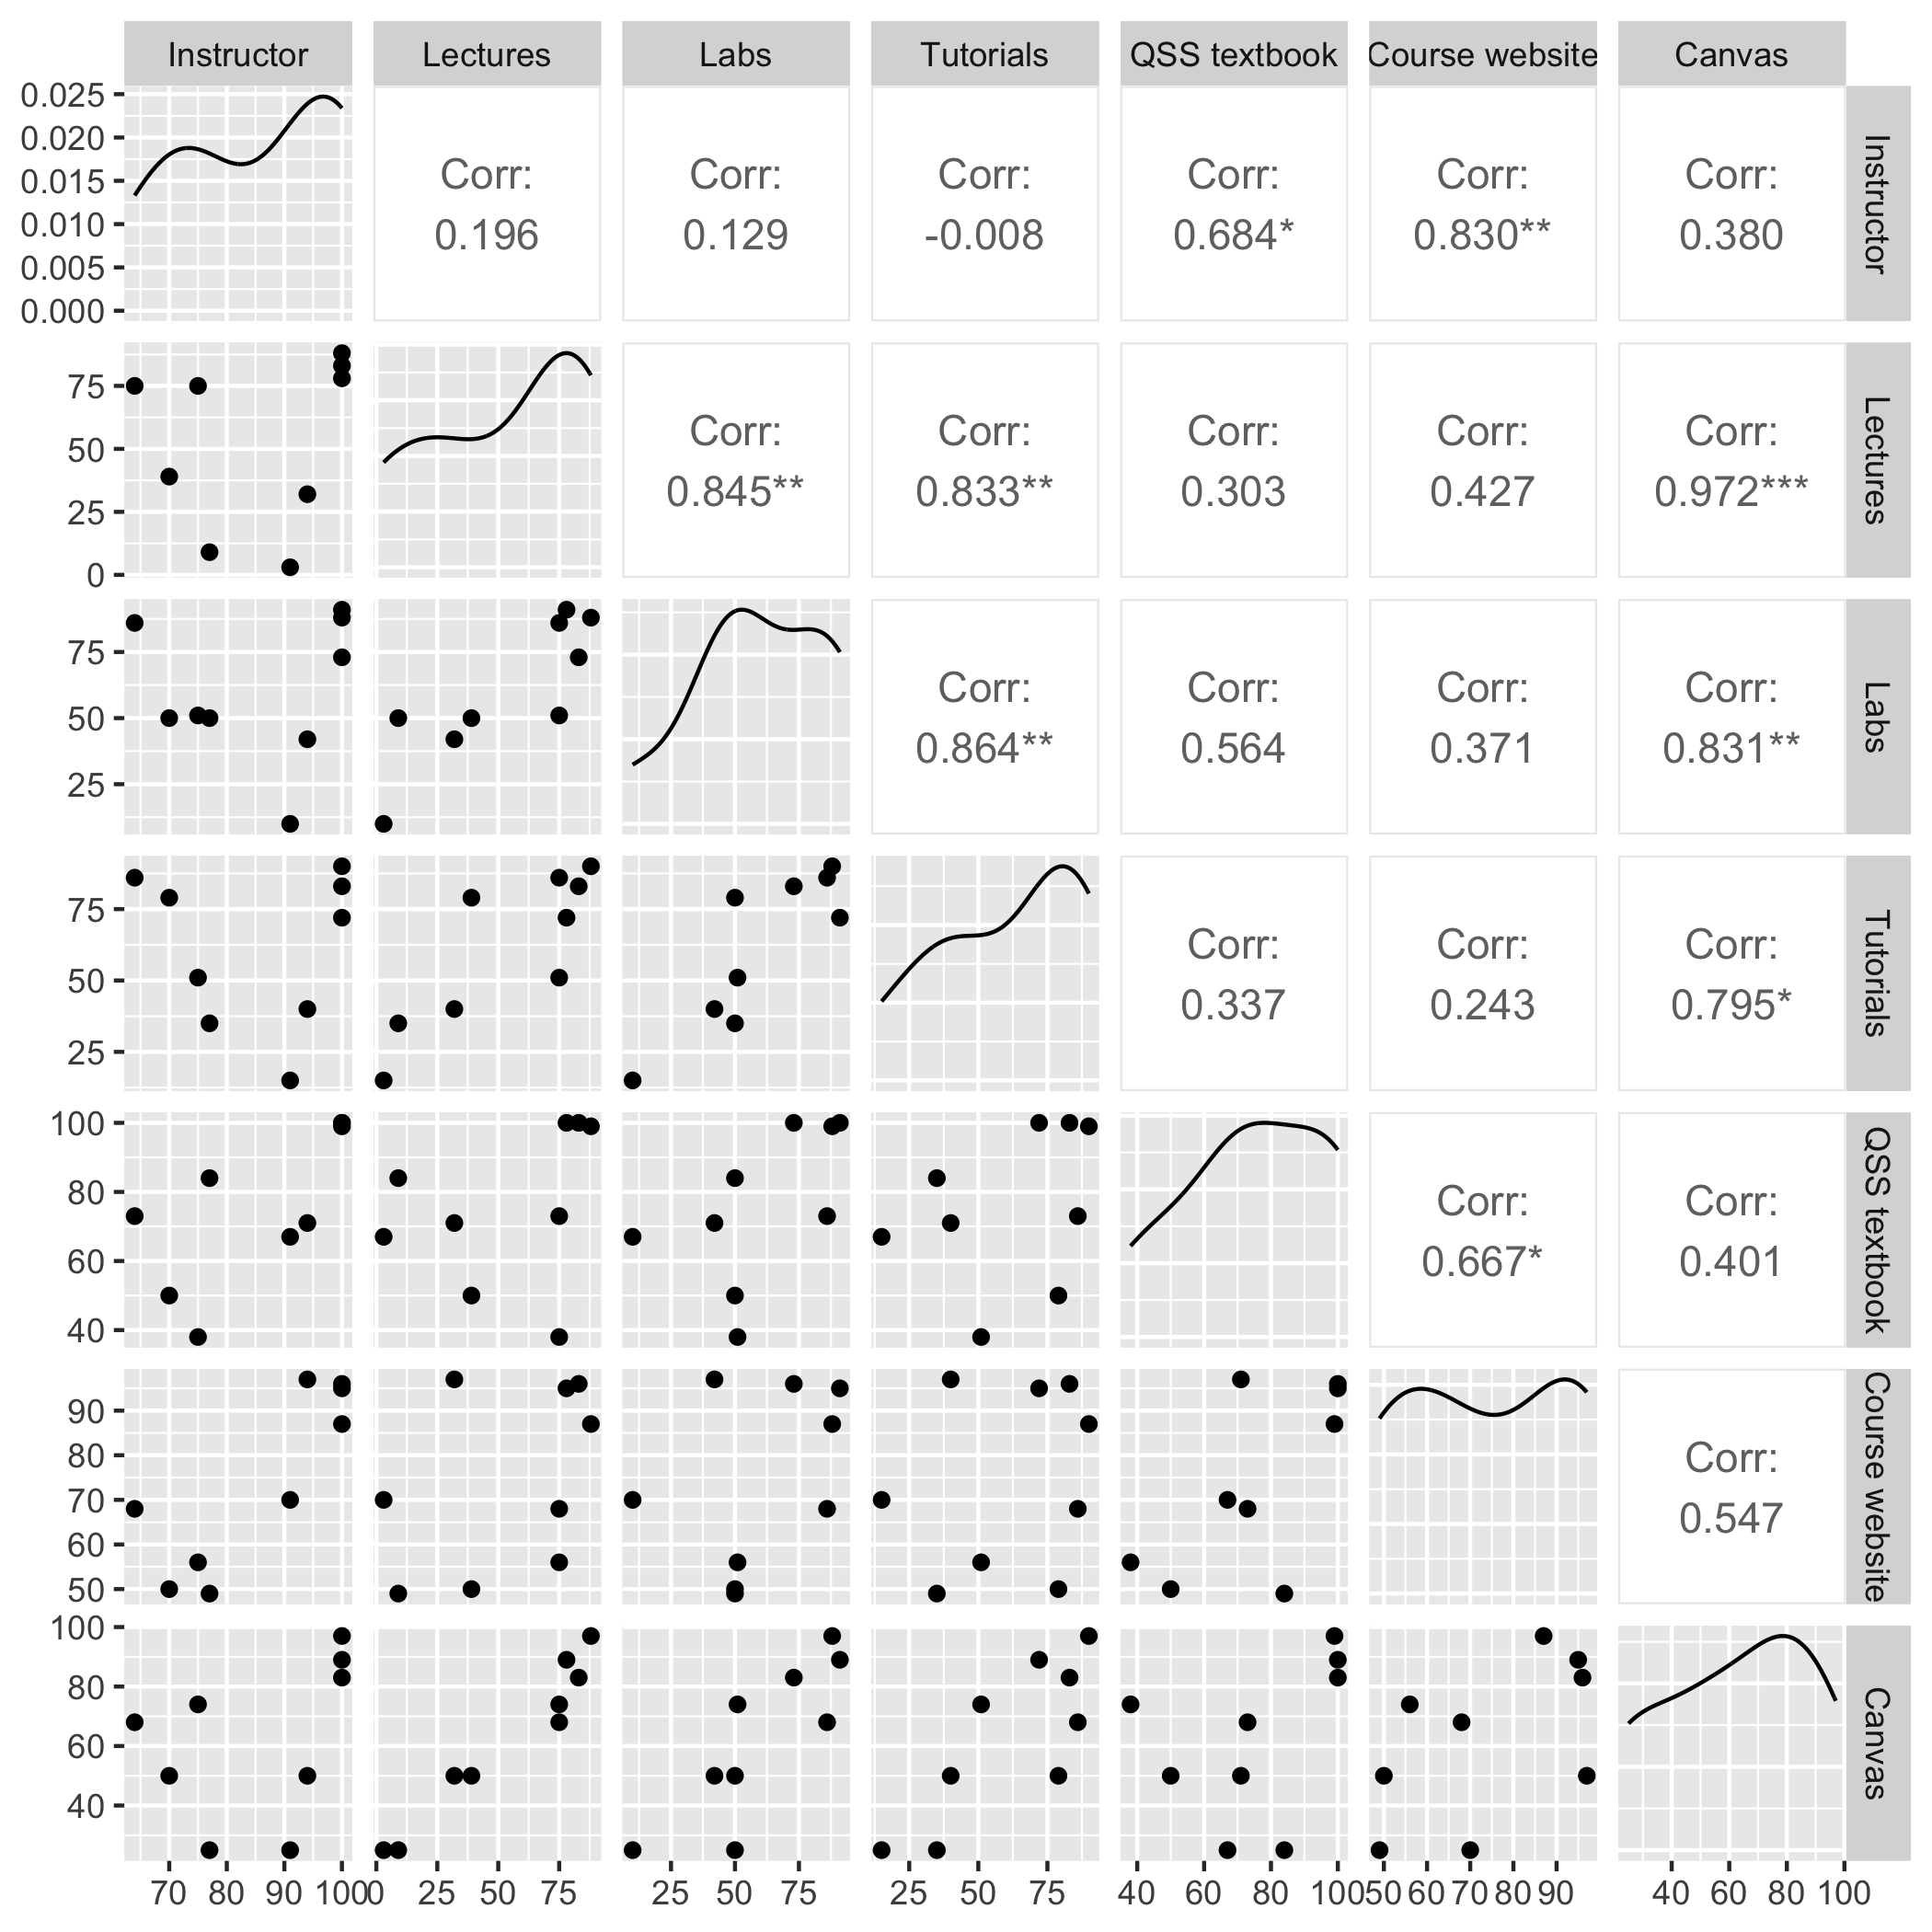 Instructor Lectures Labs Tutorials QSS textbook Course website Canvas
0.025
0.020
0.015
0.010
0.005
0.000
Corr:
0.196
Corr:
0.129
Corr:
-0.008
Corr:
0.684*
Corr:
0.830**
Corr:
0.380
Instructor
75
50
25
0
Corr:
0.845**
Corr:
0.833**
Corr:
0.303
Corr:
0.427
Corr:
0.972***
Lectures
75
50
25
Corr:
0.864**
Corr:
0.564
Corr:
0.371
Corr:
0.831**
Labs
75
50
25
Corr:
0.337
Corr:
0.243
Corr:
0.795*
Tutorials
100
80
60
40
Corr:
0.667*
Corr:
0.401
QSS textbook
90
80
70
60
50
Corr:
0.547
Course website
100
80
60
40
Canvas
70 80 90 100 0 25 50 75 25 50 75 25 50 75 40 60 80 100 50 60 70 80 90 40 60 80 100